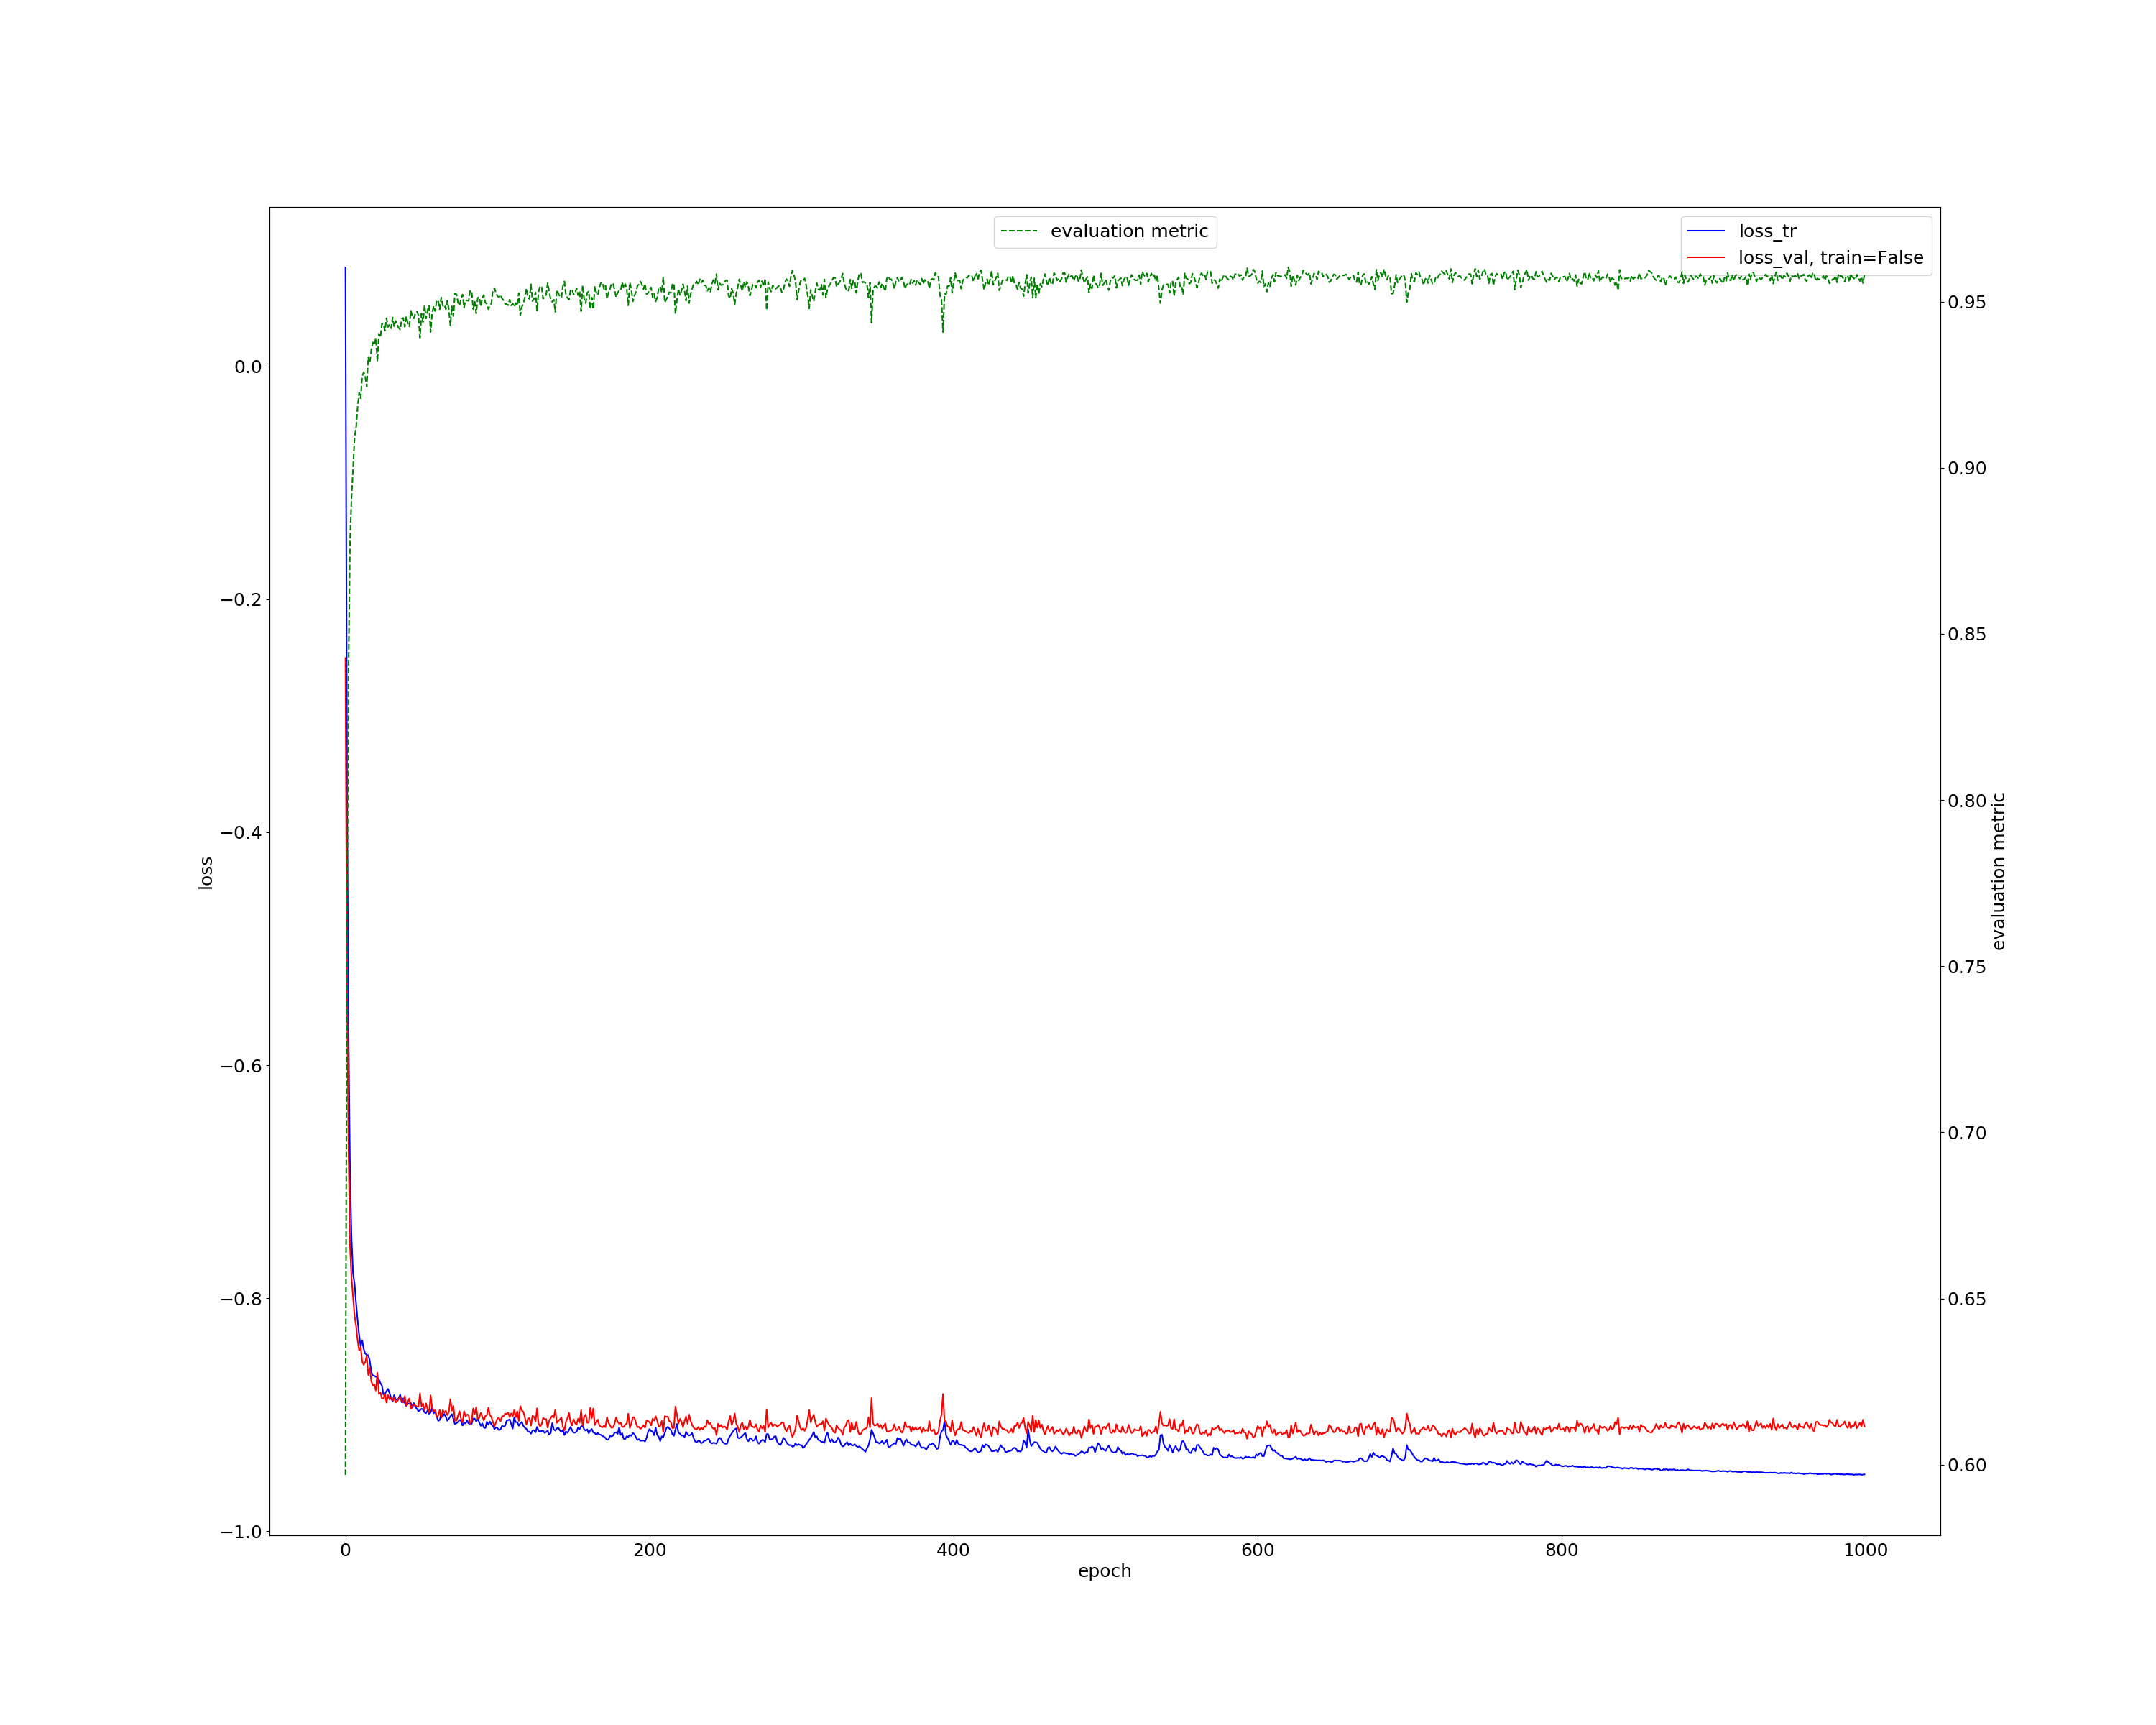 evaluation metric
loss_tr
loss_val, train=False
0.0
−0.2
−0.4
−0.6
−0.8
−1.0
loss
0.95
0.90
0.85
0.80
0.75
0.70
0.65
0.60
evaluation metric
0 200 400 600 800 1000
epoch